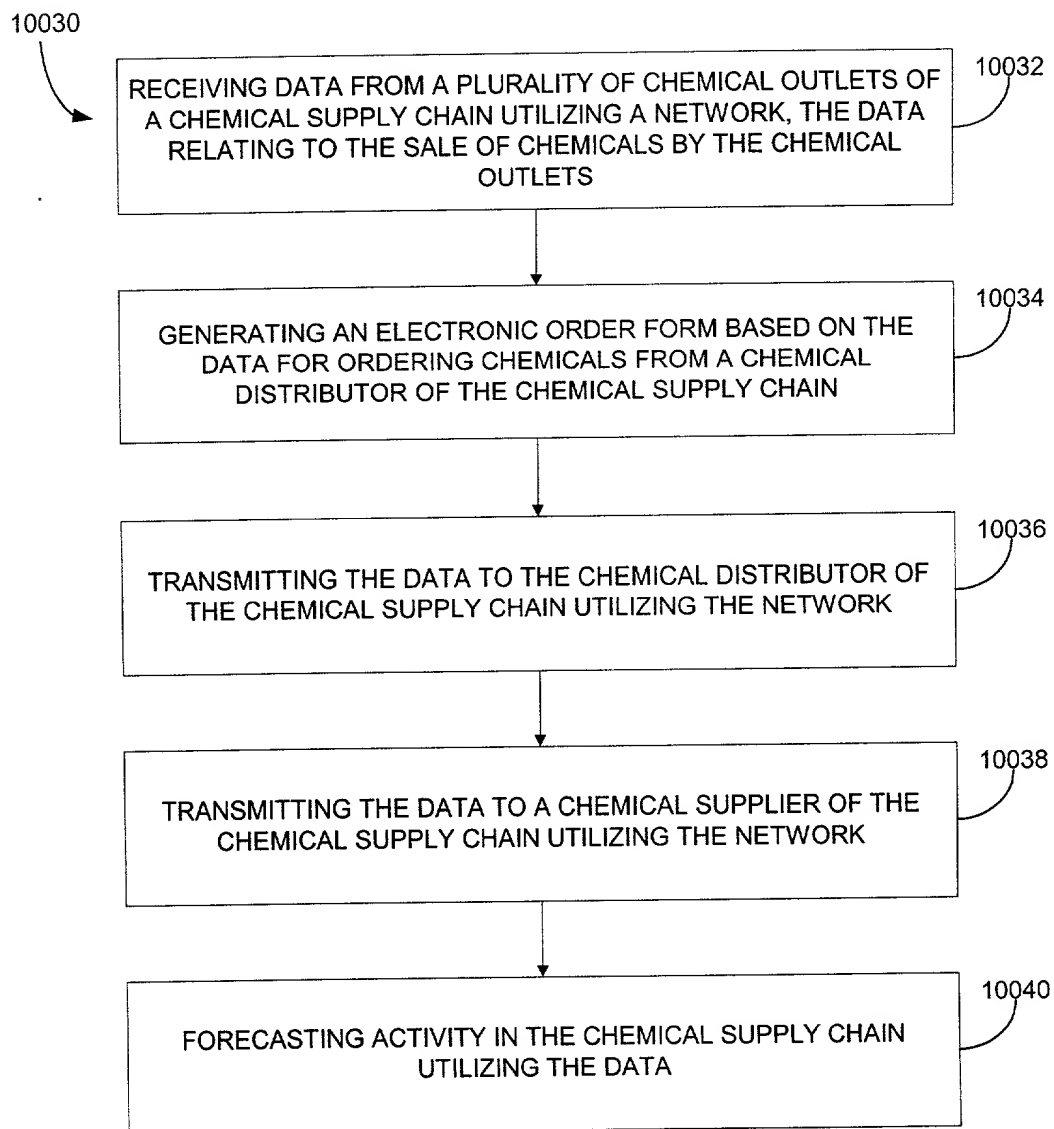 10030
10032
RECEIVING DATA FROM A PLURALITY OF CHEMICAL OUTLETS OF
A CHEMICAL SUPPLY CHAIN UTILIZING A NETWORK, THE DATA
RELATING TO THE SALE OF CHEMICALS BY THE CHEMICAL
OUTLETS
10034
GENERATING AN ELECTRONIC ORDER FORM BASED ON THE
DATA FOR ORDERING CHEMICALS FROM A CHEMICAL
DISTRIBUTOR OF THE CHEMICAL SUPPLY CHAIN
10036
TRANSMITTING THE DATA TO THE CHEMICAL DISTRIBUTOR OF
THE CHEMICAL SUPPLY CHAIN UTILIZING THE NETWORK
10038
TRANSMITTING THE DATA TO A CHEMICAL SUPPLIER OF THE
CHEMICAL SUPPLY CHAIN UTILIZING THE NETWORK
10040
FORECASTING ACTIVITY IN THE CHEMICAL SUPPLY CHAIN
UTILIZING THE DATA